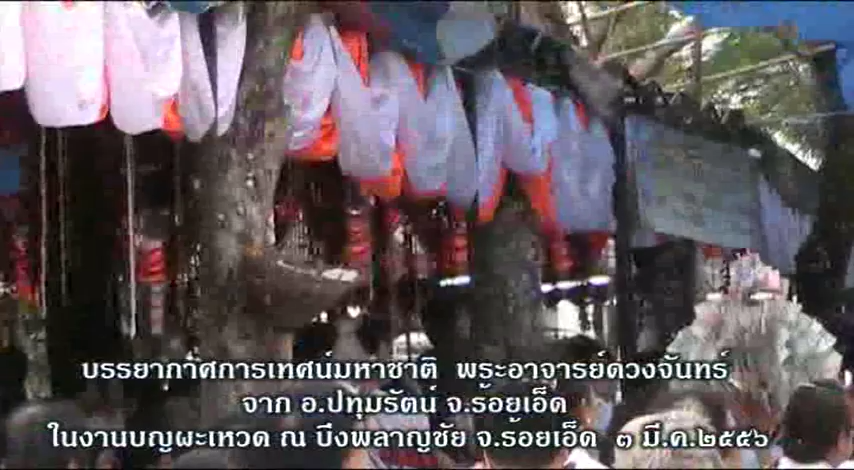 บรรยากาศการเทศน์มหาชาติ พระอาจารย์ดวงจันทร์
จาก อ.ปทุมรัตน์ จ.ร้อยเอ็ด
ในงานบุญผะเหวด ณ บึงพลาญชัย จ.ร้อยเอ็ด ๓ มี.ค.๒๕๕๖